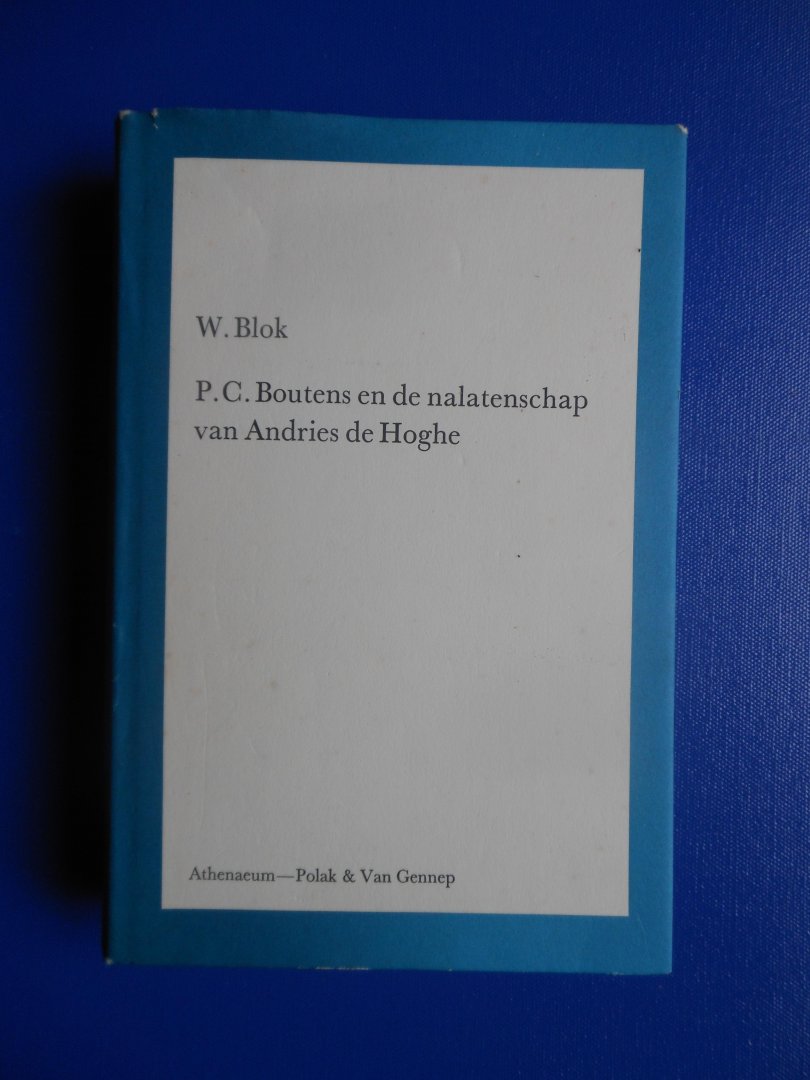 W. Blok
P.C. Boutens en de nalatenschap
van Andries de Hoghe
Athenaeum—Polak & Van Gennep